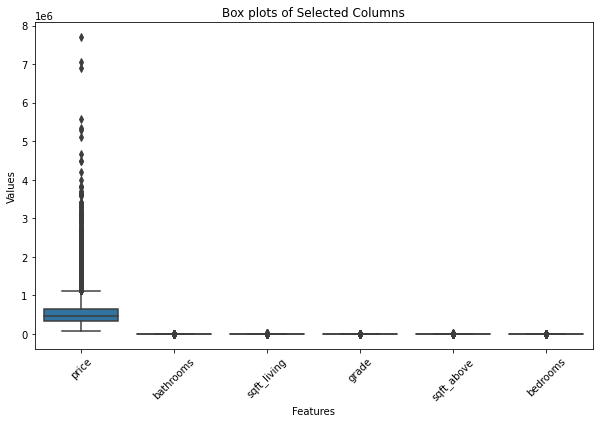 Box plots of Selected Columns
1e6
8
7
6
5
4
3
2
1
0
Values
price
bathrooms
sqft_living
grade
sqft_above
bedrooms
Features